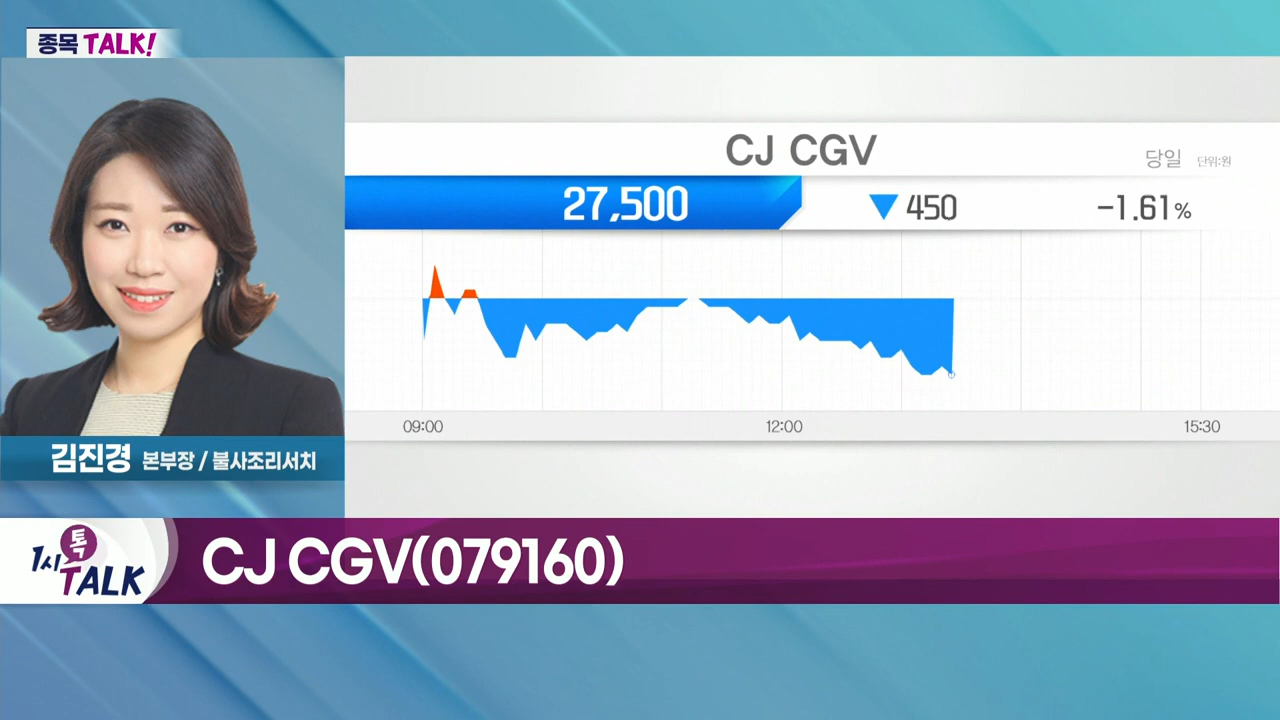 종목 TALK!
CJ CGV
당일 단위:원
27,500 ▼450 -1.61%
09:00 12:00 15:30
김진경 본부장 / 불사조리서치
1시 톡 TALK
CJ CGV(079160)